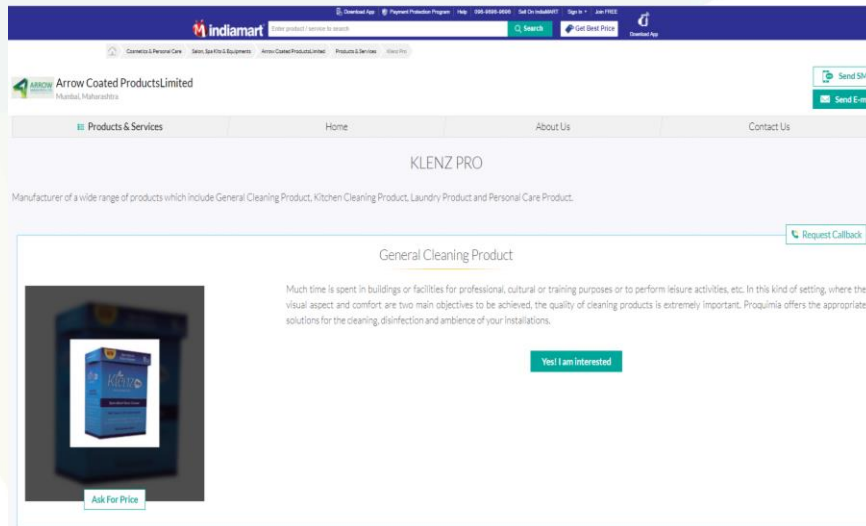 Download App | Payment Protection Program | Help | 096-9696-9696 | Sell On IndiaMART | Sign In | Join FREE
indiamart
Enter product / service to search
Search
Get Best Price
Download App
Cosmetics & Personal Care
Salon, Spa Kits & Equipments
Arrow Coated ProductsLimited
Products & Services
Klenz Pro
ARROW
Arrow Coated ProductsLimited
Mumbai, Maharashtra
Send SM
Send E-m
Products & Services
Home
About Us
Contact Us
KLENZ PRO
Manufacturer of a wide range of products which include General Cleaning Product, Kitchen Cleaning Product, Laundry Product and Personal Care Product.
Request Callback
General Cleaning Product
Much time is spent in buildings or facilities for professional, cultural or training purposes or to perform leisure activities, etc. In this kind of setting, where the
visual aspect and comfort are two main objectives to be achieved, the quality of cleaning products is extremely important. Proquimia offers the appropriate
solutions for the cleaning, disinfection and ambience of your installations.
Yes! I am interested
Klenz
Ask For Price